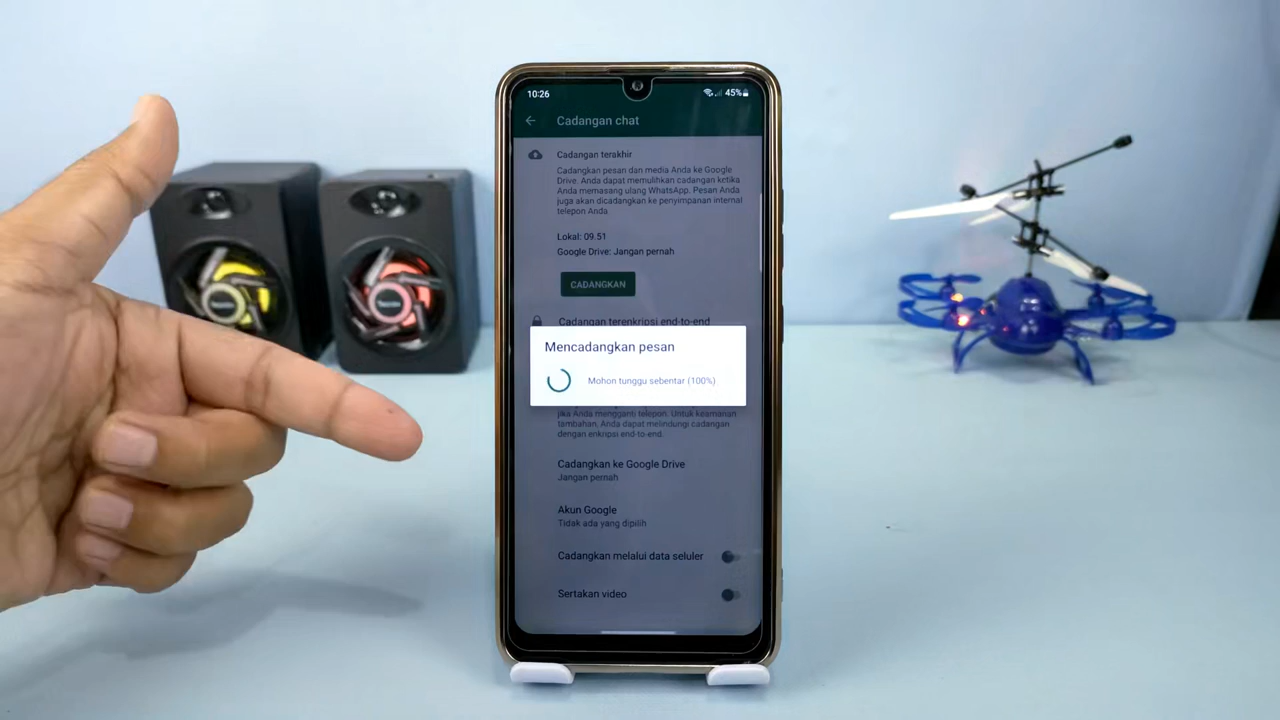 10:26
45%
Cadangan chat
Cadangan terakhir
Cadangkan pesan dan media Anda ke Google
Drive. Anda dapat memulihkan cadangan ketika
Anda memasang ulang WhatsApp. Pesan Anda
juga akan dicadangkan ke penyimpanan internal
telepon Anda.
Lokal: 09.51
Google Drive: Jangan pernah
CADANGKAN
Cadangan terenkripsi end-to-end
Mencadangkan pesan
Mohon tunggu sebentar (100%)
jika Anda mengganti telepon. Untuk keamanan
tambahan, Anda dapat melindungi cadangan
dengan enkripsi end-to-end.
Cadangkan ke Google Drive
Jangan pernah
Akun Google
Tidak ada yang dipilih
Cadangkan melalui data seluler
Sertakan video